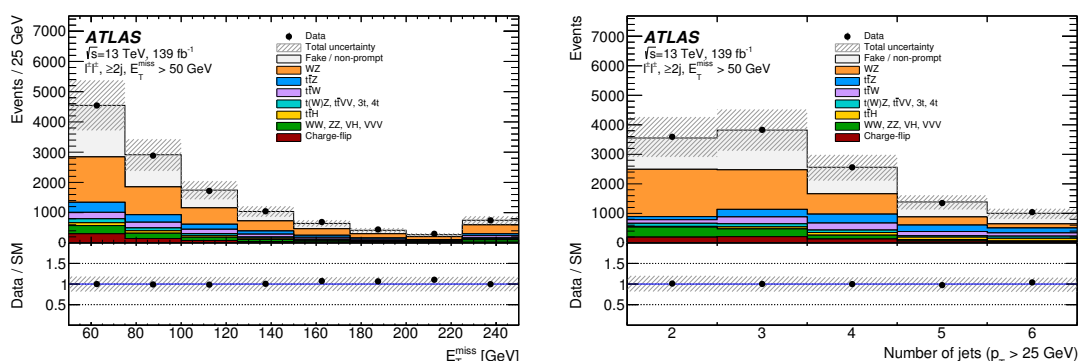 Events / 25 GeV
7000
6000
5000
4000
3000
2000
1000
0
ATLAS
√s=13 TeV, 139 fb⁻¹
l±l±, ≥2j, E_T^miss > 50 GeV
Data
Total uncertainty
Fake / non-prompt
WZ
tt̄Z
tt̄W
t(W)Z, tt̄VV, 3t, 4t
tt̄H
WW, ZZ, VH, VVV
Charge-flip
Data / SM
1.5
1
0.5
60 80 100 120 140 160 180 200 220 240
E_T^miss [GeV]
Events
7000
6000
5000
4000
3000
2000
1000
0
ATLAS
√s=13 TeV, 139 fb⁻¹
l±l±, ≥2j, E_T^miss > 50 GeV
Data
Total uncertainty
Fake / non-prompt
WZ
tt̄Z
tt̄W
t(W)Z, tt̄VV, 3t, 4t
tt̄H
WW, ZZ, VH, VVV
Charge-flip
Data / SM
1.5
1
0.5
2 3 4 5 6
Number of jets (p_T > 25 GeV)